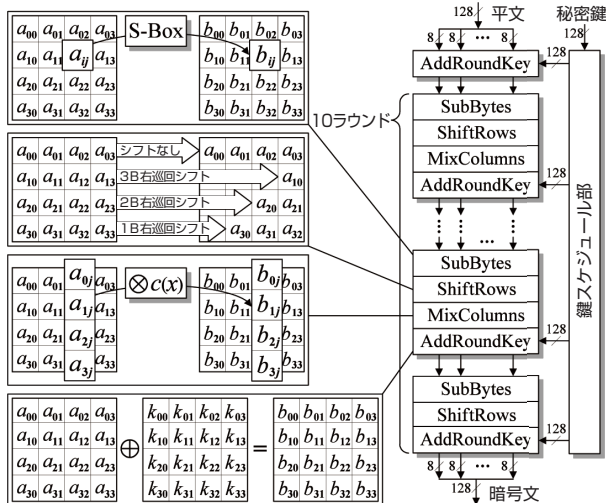 a00 a01 a02 a03 S-Box b00 b01 b02 b03
a10 a11 aij a13 b10 b11 bij b13
a20 a21 a22 a23 b20 b21 b22 b23
a30 a31 a32 a33 b30 b31 b32 b33
a00 a01 a02 a03 シフトなし a00 a01 a02 a03
a10 a11 a12 a13 3B右巡回シフト a10
a20 a21 a22 a23 2B右巡回シフト a20 a21
a30 a31 a32 a33 1B右巡回シフト a30 a31 a32
a00 a01 a0j a03 ⊗c(x) b00 b01 b0j b03
a10 a11 a1j a13 b10 b11 b1j b13
a20 a21 a2j a23 b20 b21 b2j b23
a30 a31 a3j a33 b30 b31 b3j b33
a00 a01 a02 a03 k00 k01 k02 k03 b00 b01 b02 b03
a10 a11 a12 a13 k10 k11 k12 k13 b10 b11 b12 b13
⊕ =
a20 a21 a22 a23 k20 k21 k22 k23 b20 b21 b22 b23
a30 a31 a32 a33 k30 k31 k32 k33 b30 b31 b32 b33
128 平文 秘密鍵
8 8 ... 8 128
AddRoundKey 128
10ラウンド
SubBytes
ShiftRows
MixColumns
AddRoundKey 128
...
SubBytes
ShiftRows
MixColumns
AddRoundKey 128
SubBytes
ShiftRows
AddRoundKey 128
8 8 ... 8
128 暗号文
鍵スケジュール部